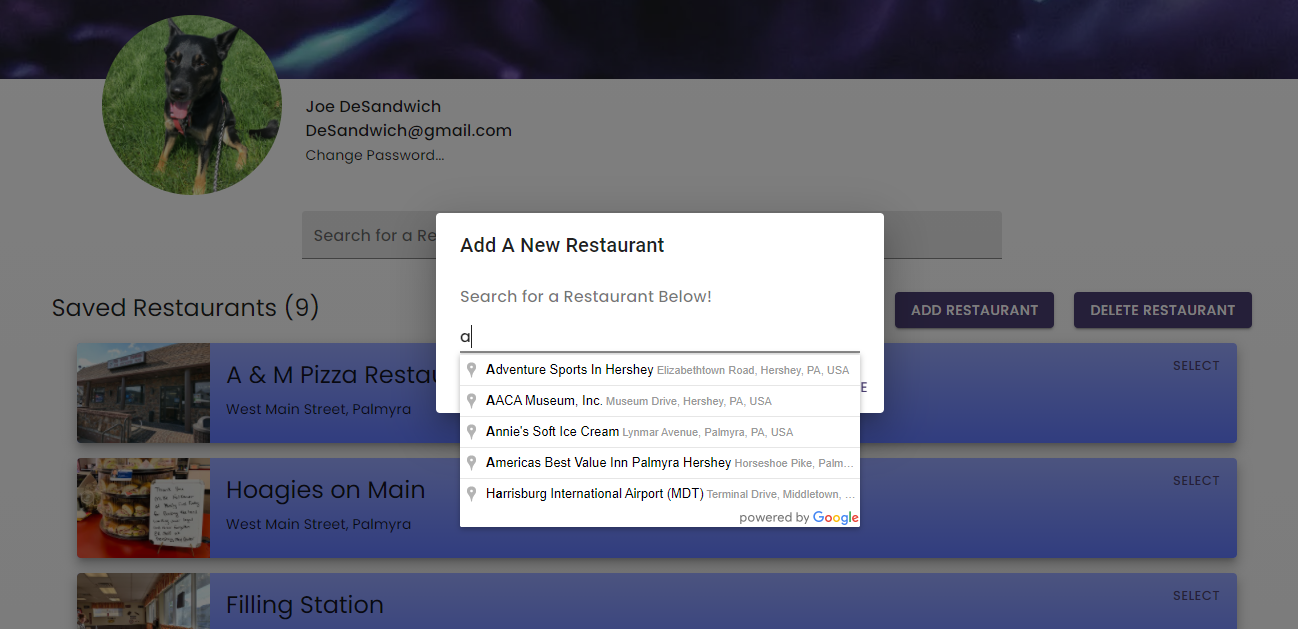 Joe DeSandwich
DeSandwich@gmail.com
Change Password...
Search for a Re
Saved Restaurants (9)
ADD RESTAURANT
DELETE RESTAURANT
Add A New Restaurant
Search for a Restaurant Below!
a
Adventure Sports In Hershey Elizabethtown Road, Hershey, PA, USA
AACA Museum, Inc. Museum Drive, Hershey, PA, USA
Annie's Soft Ice Cream Lynmar Avenue, Palmyra, PA, USA
Americas Best Value Inn Palmyra Hershey Horseshoe Pike, Palm...
Harrisburg International Airport (MDT) Terminal Drive, Middletown, ...
powered by Google
E
A & M Pizza Restau
West Main Street, Palmyra
SELECT
Hoagies on Main
West Main Street, Palmyra
SELECT
Filling Station
SELECT